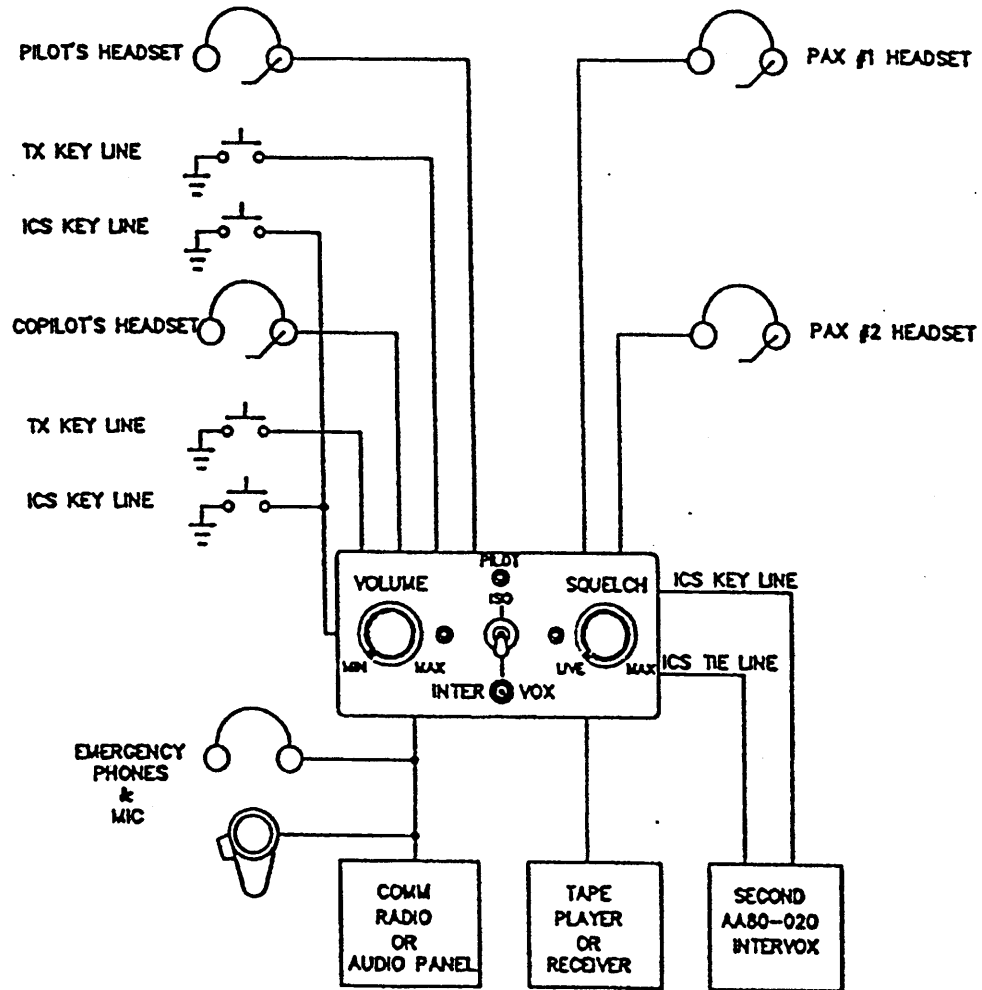 PILOT'S HEADSET
PAX #1 HEADSET
TX KEY LINE
ICS KEY LINE
COPILOT'S HEADSET
PAX #2 HEADSET
TX KEY LINE
ICS KEY LINE
PILOT
ISO
VOLUME
SQUELCH
MIN
MAX
LIVE
MAX
INTER VOX
ICS KEY LINE
ICS TIE LINE
EMERGENCY
PHONES
&
MIC
COMM
RADIO
OR
AUDIO PANEL
TAPE
PLAYER
OR
RECEIVER
SECOND
AA80-020
INTERVOX